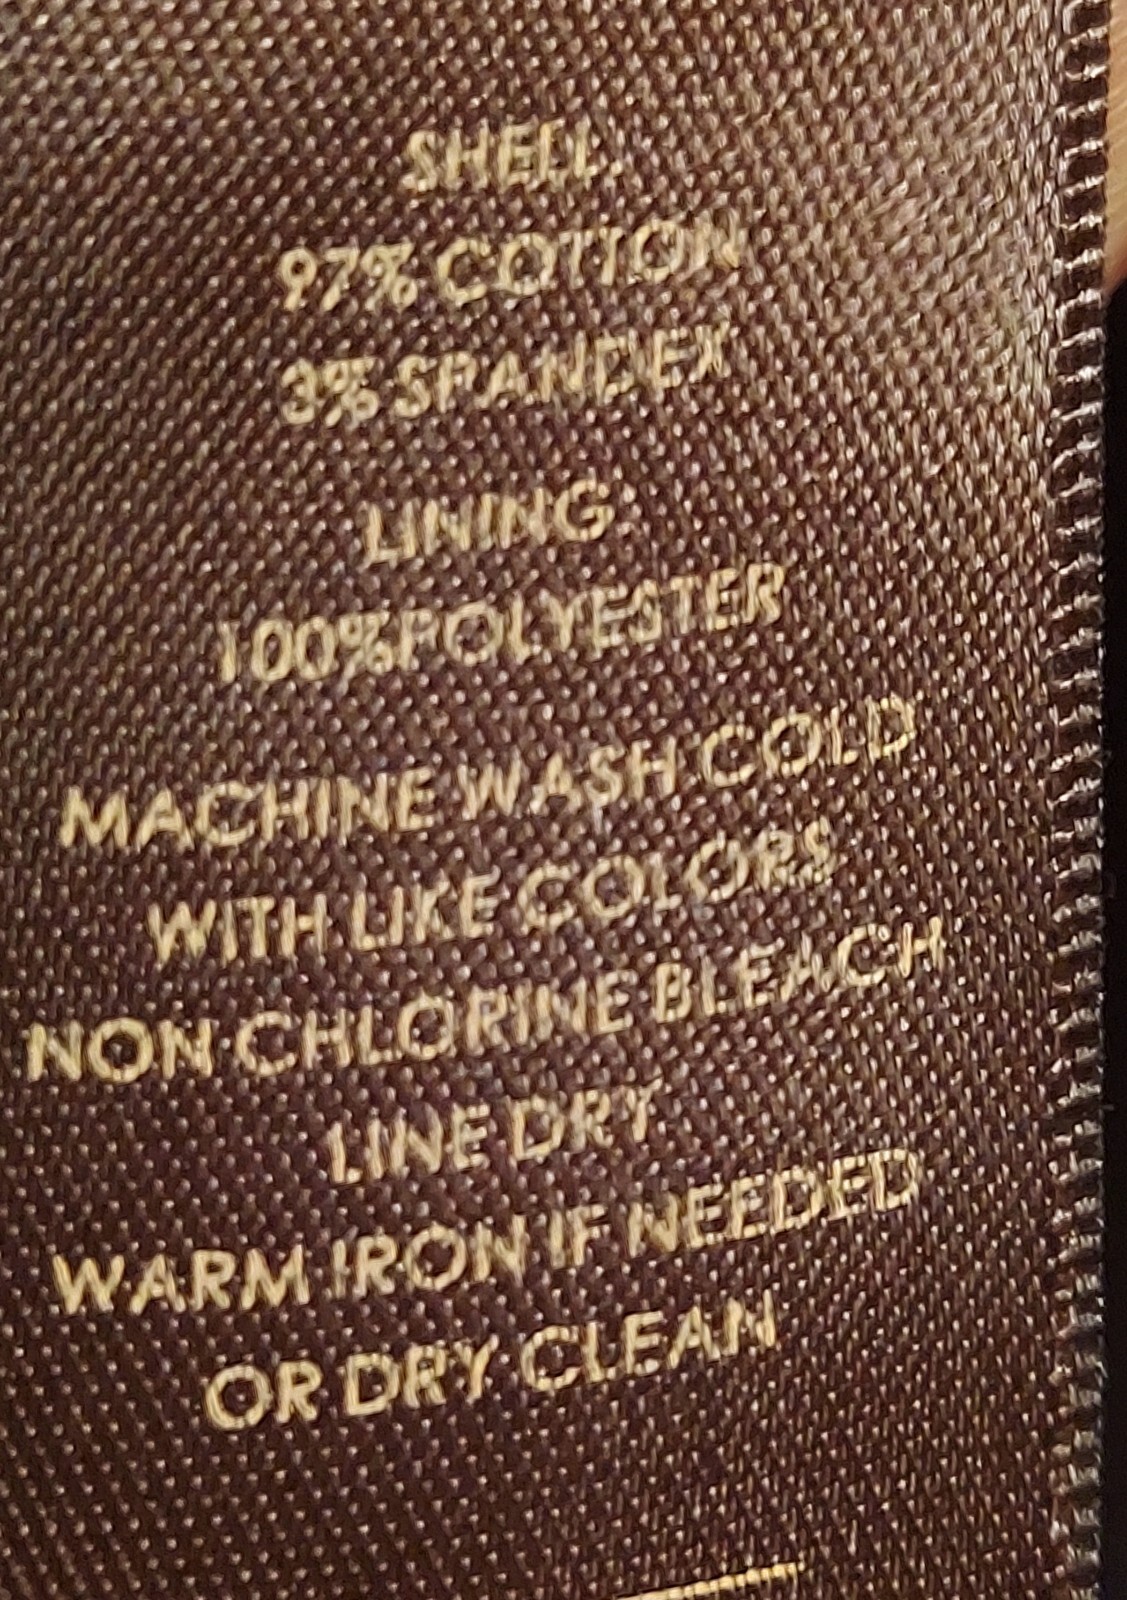 SHELL
97% COTTON
3% SPANDEX
LINING
100%POLYESTER
MACHINE WASH COLD
WITH LIKE COLORS
NON CHLORINE BLEACH
LINE DRY
WARM IRON IF NEEDED
OR DRY CLEAN